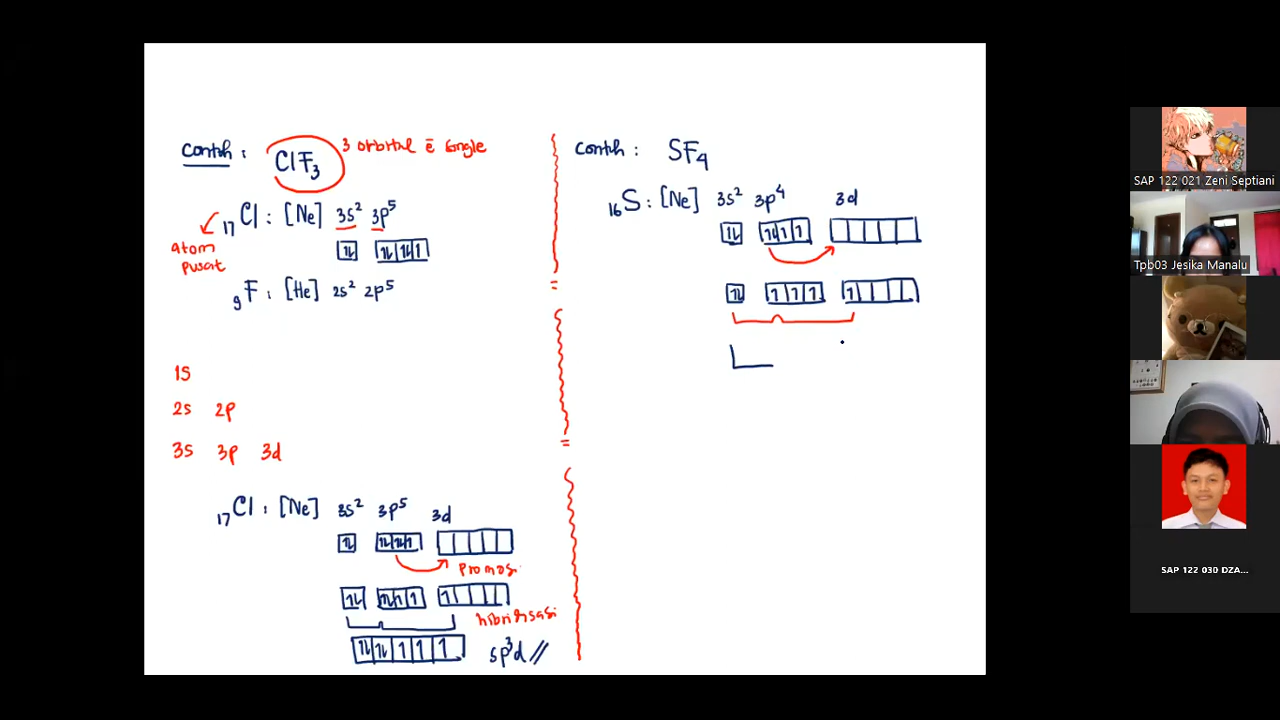 Contoh : ClF₃ 3 orbital ē single
₁₇Cl : [Ne] 3s² 3p⁵
atom
pusat
₉F : [He] 2s² 2p⁵
1s
2s 2p
3s 3p 3d
₁₇Cl : [Ne] 3s² 3p⁵ 3d
promosi
hibridisasi
sp³d //
Contoh : SF₄
₁₆S : [Ne] 3s² 3p⁴ 3d
SAP 122 021 Zeni Septiani
Tpb03 Jesika Manalu
SAP 122 030 DZA...